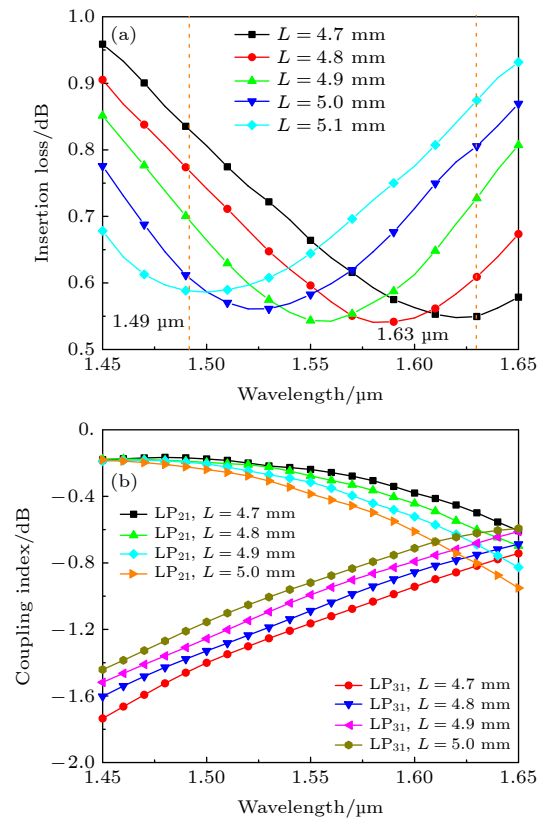 (a)
L = 4.7 mm
L = 4.8 mm
L = 4.9 mm
L = 5.0 mm
L = 5.1 mm
1.0
0.9
0.8
0.7
0.6
0.5
Insertion loss/dB
1.49 µm
1.63 µm
1.45
1.50
1.55
1.60
1.65
Wavelength/µm
(b)
0.
−0.4
−0.8
−1.2
−1.6
−2.0
Coupling index/dB
LP₂₁, L = 4.7 mm
LP₂₁, L = 4.8 mm
LP₂₁, L = 4.9 mm
LP₂₁, L = 5.0 mm
LP₃₁, L = 4.7 mm
LP₃₁, L = 4.8 mm
LP₃₁, L = 4.9 mm
LP₃₁, L = 5.0 mm
1.45
1.50
1.55
1.60
1.65
Wavelength/µm